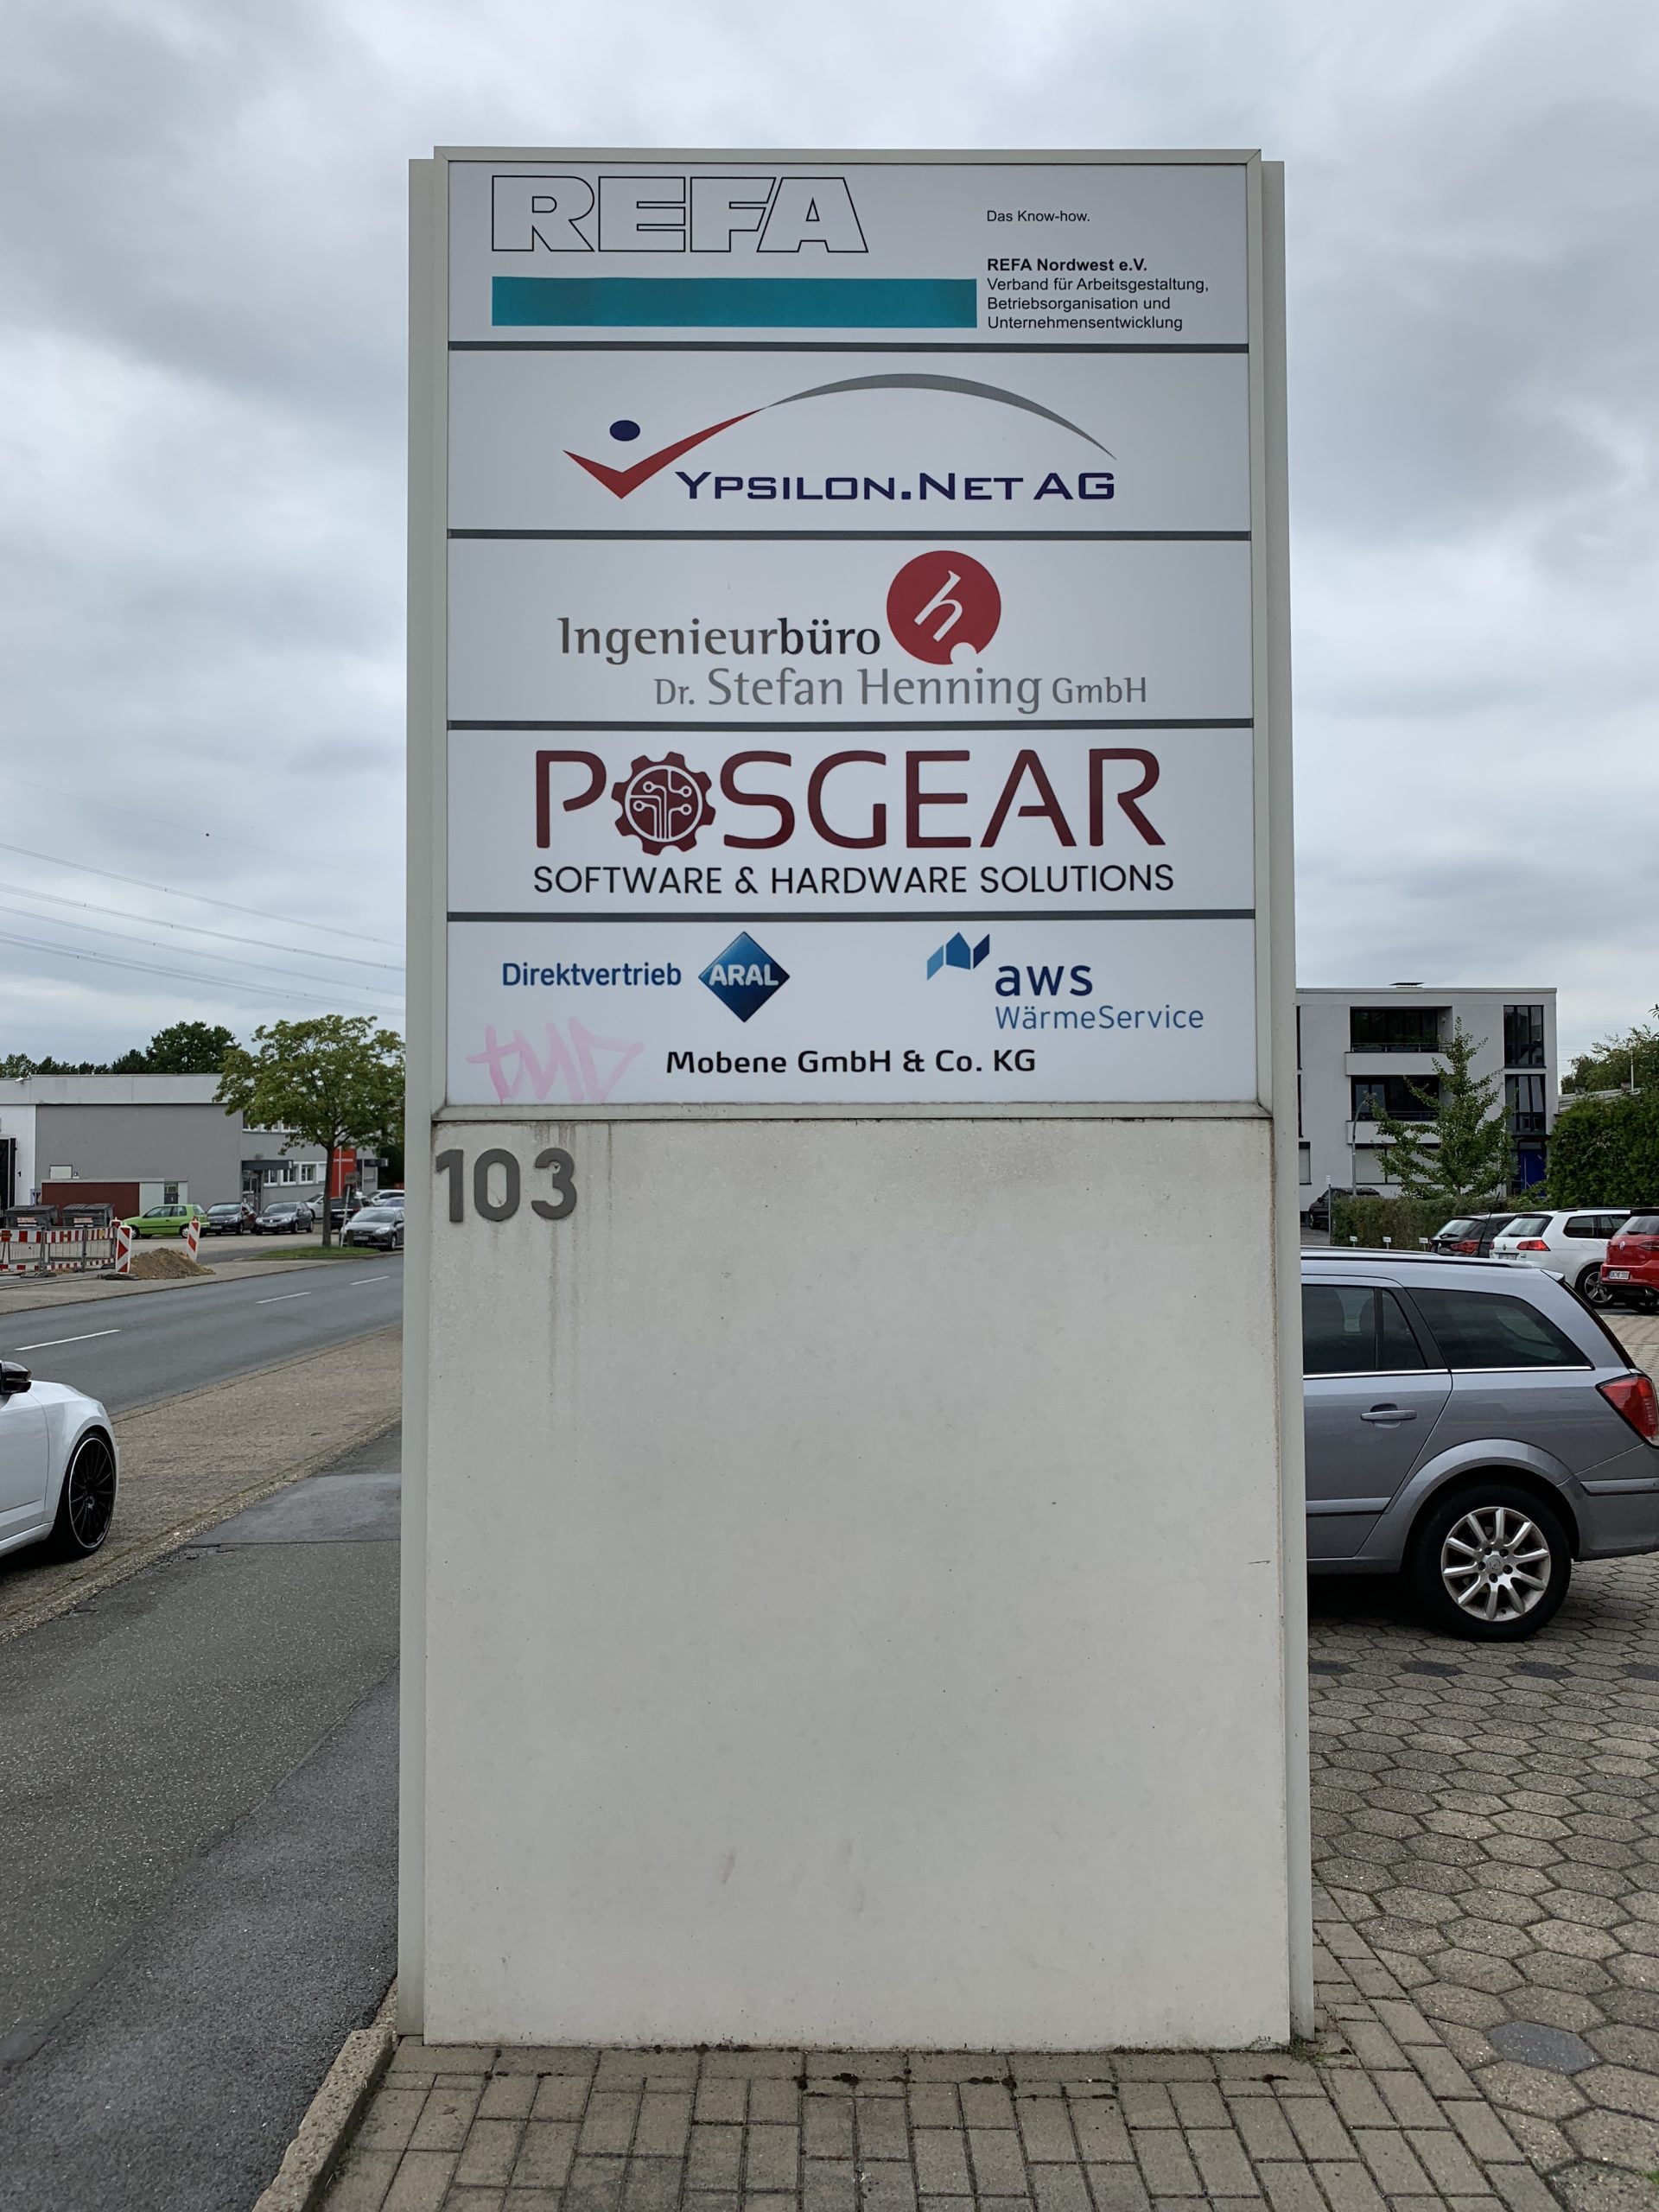 REFA
Das Know-how.
REFA Nordwest e.V.
Verband für Arbeitsgestaltung,
Betriebsorganisation und
Unternehmensentwicklung
YPSILON.NET AG
h
Ingenieurbüro
Dr. Stefan Henning GmbH
POSGEAR
SOFTWARE & HARDWARE SOLUTIONS
Direktvertrieb ARAL
aws
WärmeService
Mobene GmbH & Co. KG
103